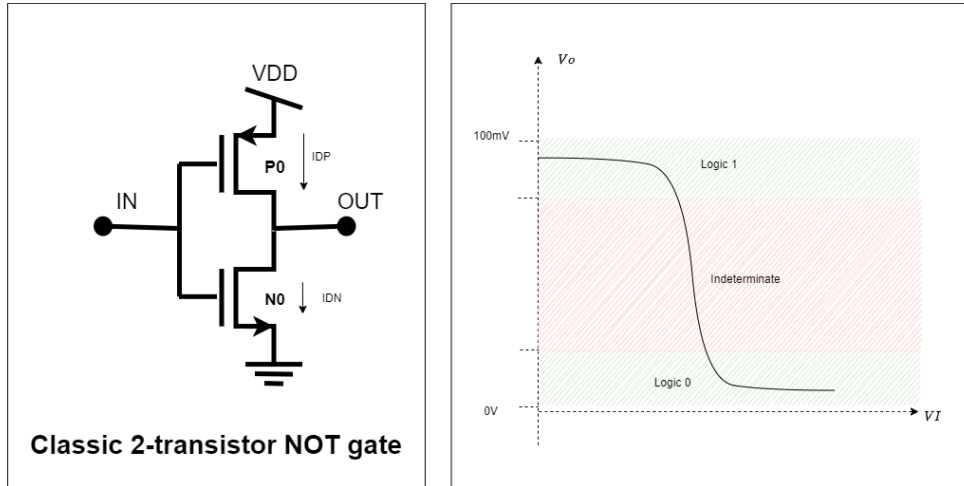 VDD
P0
IDP
IN
OUT
N0
IDN
Classic 2-transistor NOT gate
Vo
100mV
Logic 1
Indeterminate
Logic 0
0V
VI